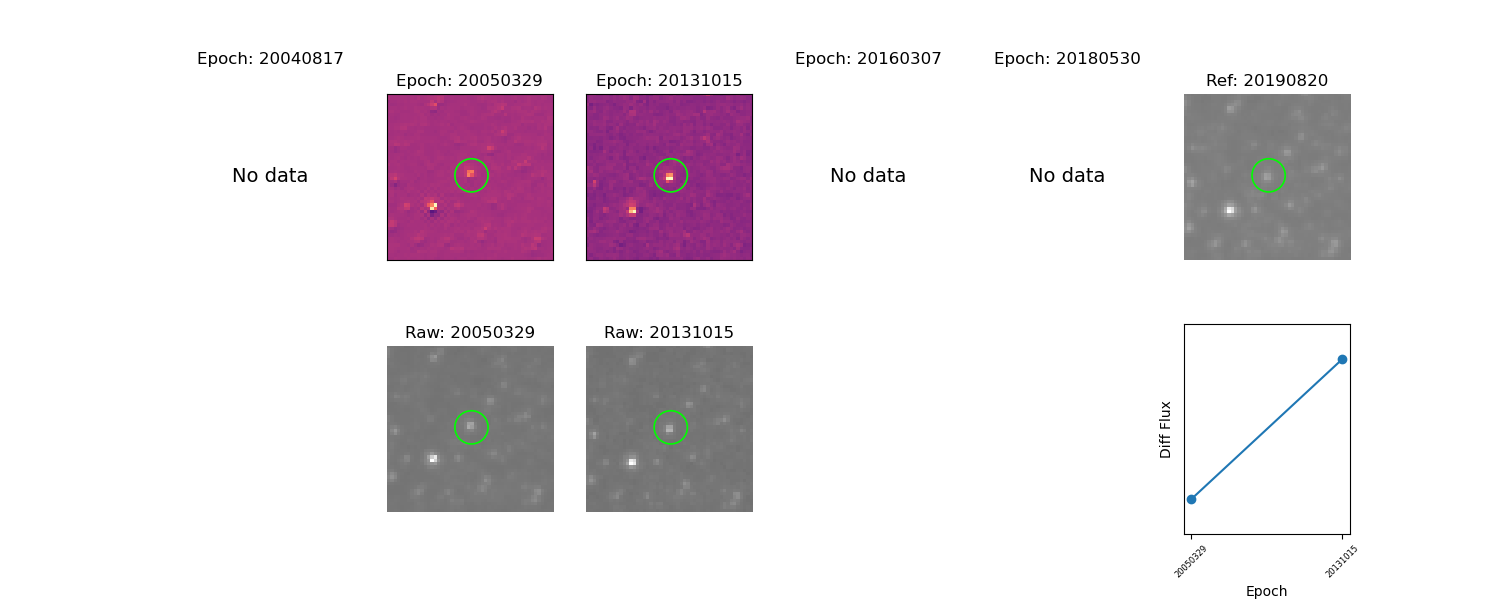 Epoch: 20040817
Epoch: 20050329
Epoch: 20131015
Epoch: 20160307
Epoch: 20180530
Ref: 20190820
No data
No data
No data
Raw: 20050329
Raw: 20131015
Diff Flux
20050329
20131015
Epoch